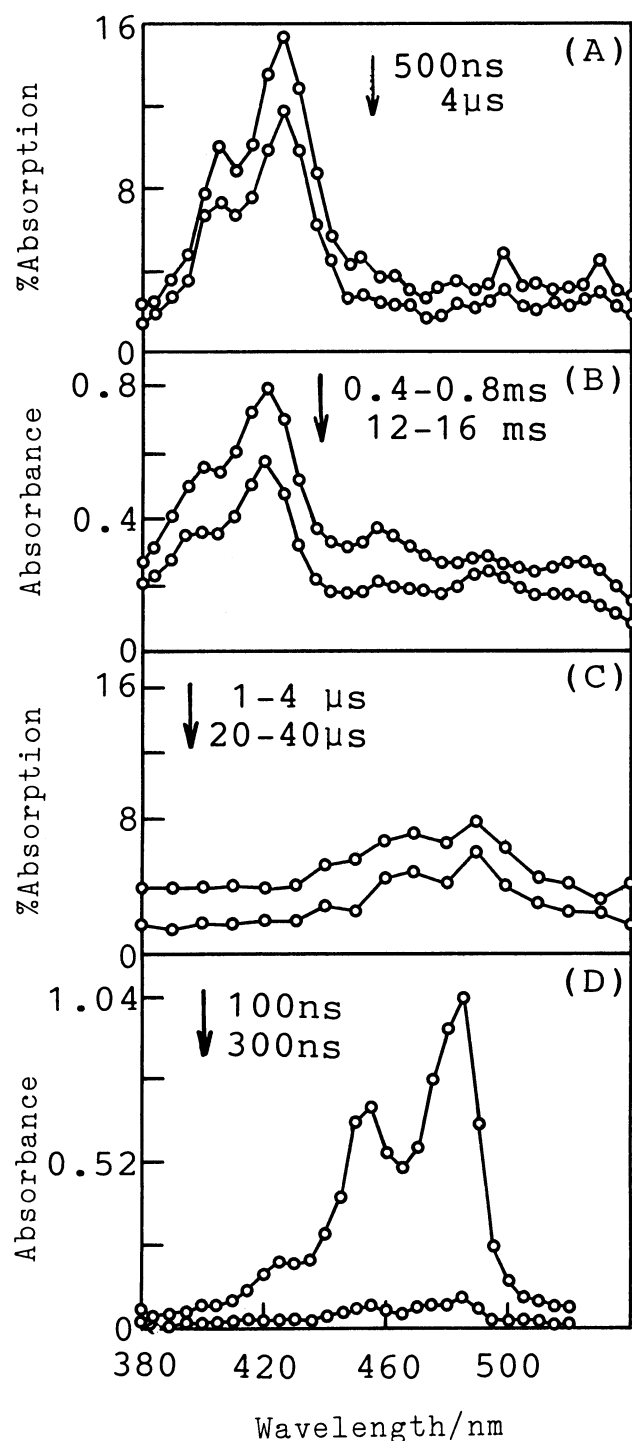 16
(A)
500ns
4μs
%Absorption
8
0
0.8
(B)
0.4-0.8ms
12-16 ms
Absorbance
0.4
0
16
(C)
1-4 μs
20-40μs
%Absorption
8
0
1.04
(D)
100ns
300ns
Absorbance
0.52
0
380 420 460 500
Wavelength/nm